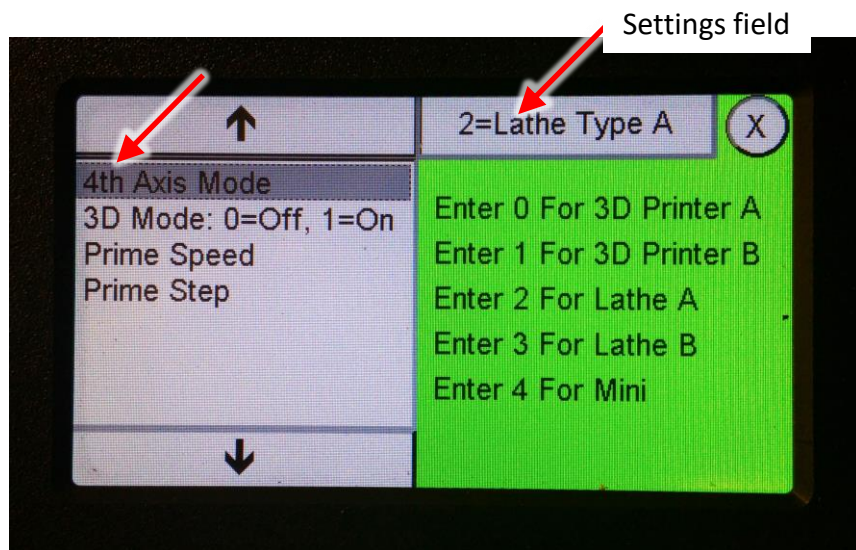 Settings field
2=Lathe Type A
X
4th Axis Mode
3D Mode: 0=Off, 1=On
Prime Speed
Prime Step
Enter 0 For 3D Printer A
Enter 1 For 3D Printer B
Enter 2 For Lathe A
Enter 3 For Lathe B
Enter 4 For Mini